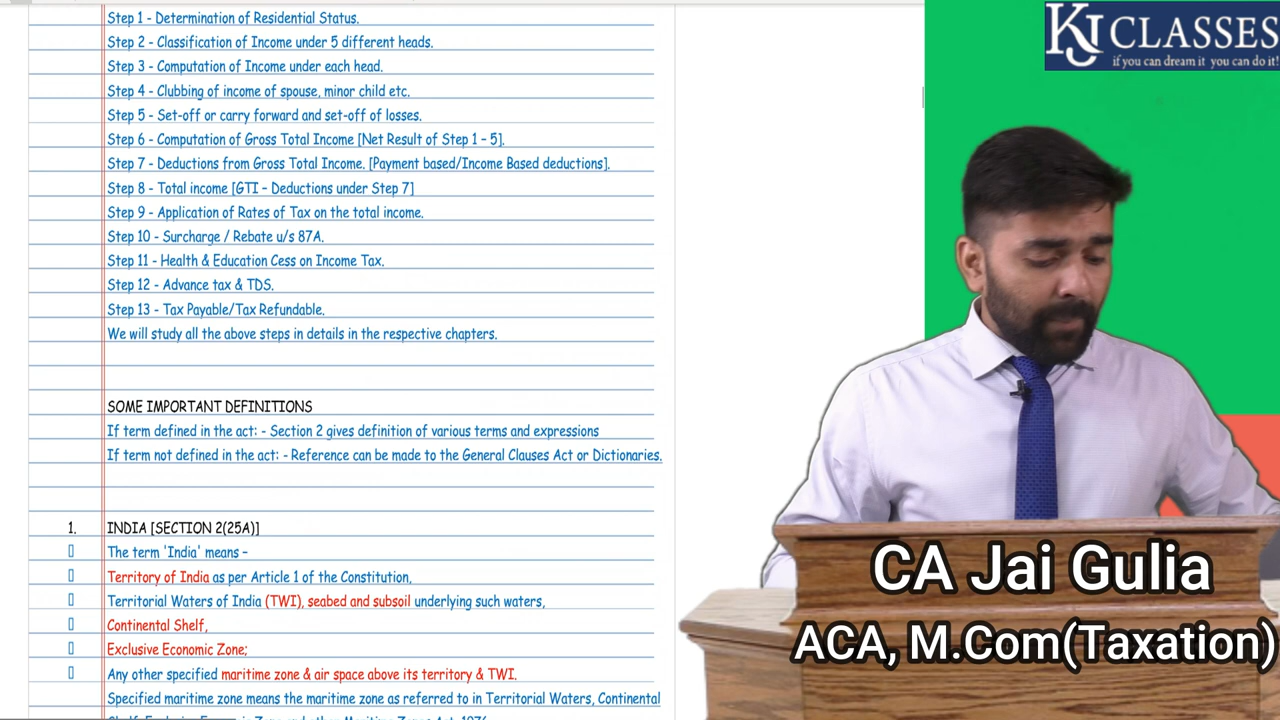 Step 1 - Determination of Residential Status.
Step 2 - Classification of Income under 5 different heads.
Step 3 - Computation of Income under each head.
Step 4 - Clubbing of income of spouse, minor child etc.
Step 5 - Set-off or carry forward and set-off of losses.
Step 6 - Computation of Gross Total Income [Net Result of Step 1 – 5].
Step 7 - Deductions from Gross Total Income. [Payment based/Income Based deductions].
Step 8 - Total income [GTI – Deductions under Step 7]
Step 9 - Application of Rates of Tax on the total income.
Step 10 - Surcharge / Rebate u/s 87A.
Step 11 - Health & Education Cess on Income Tax.
Step 12 - Advance tax & TDS.
Step 13 - Tax Payable/Tax Refundable.
We will study all the above steps in details in the respective chapters.
SOME IMPORTANT DEFINITIONS
If term defined in the act: - Section 2 gives definition of various terms and expressions
If term not defined in the act: - Reference can be made to the General Clauses Act or Dictionaries.
1. INDIA [SECTION 2(25A)]
The term 'India' means –
Territory of India as per Article 1 of the Constitution,
Territorial Waters of India (TWI), seabed and subsoil underlying such waters,
Continental Shelf,
Exclusive Economic Zone;
Any other specified maritime zone & air space above its territory & TWI.
Specified maritime zone means the maritime zone as referred to in Territorial Waters, Continental
KJ CLASSES
if you can dream it you can do it!
CA Jai Gulia
ACA, M.Com(Taxation)